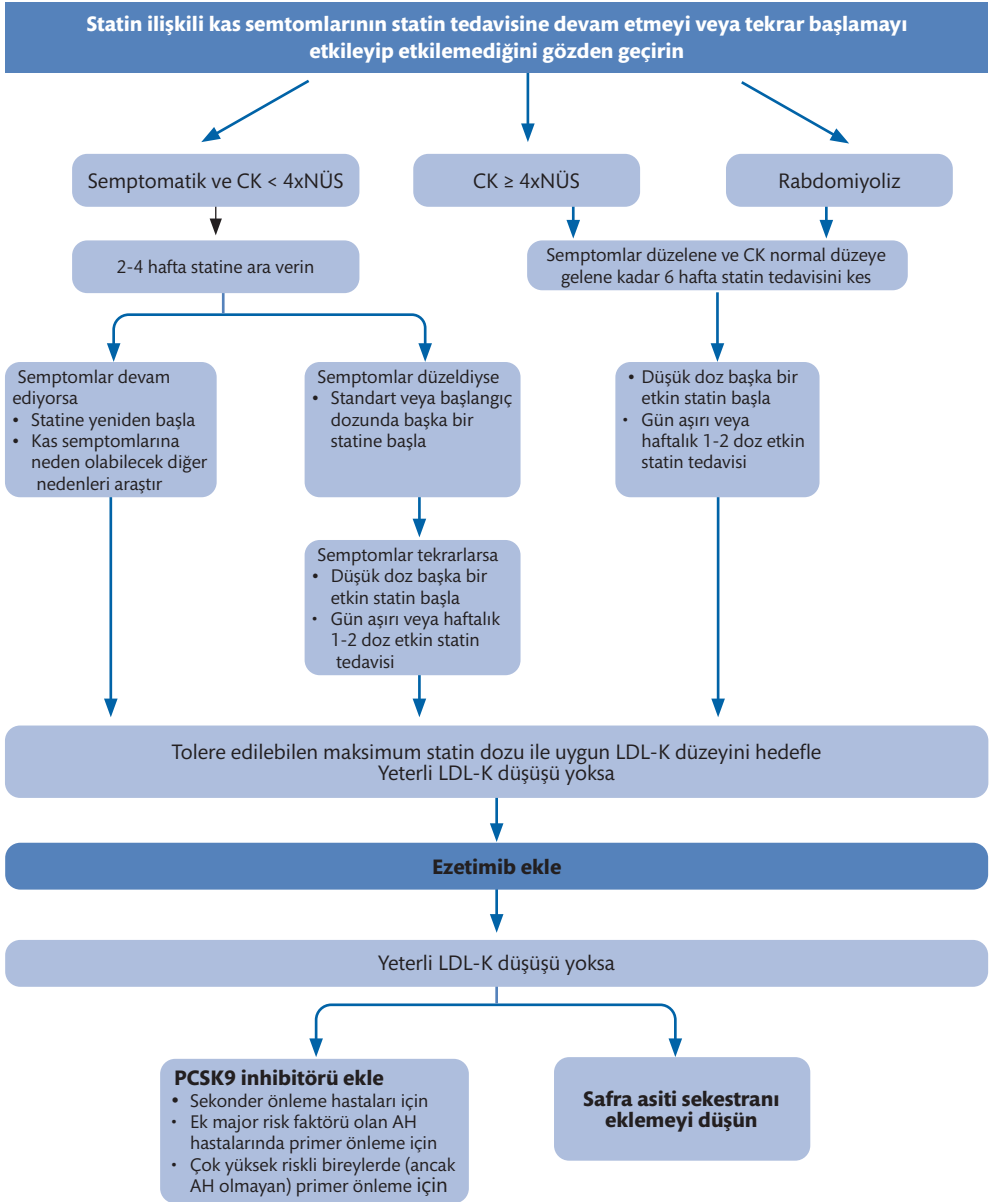 Statin ilişkili kas semtomlarının statin tedavisine devam etmeyi veya tekrar başlamayı
etkileyip etkilemediğini gözden geçirin
Semptomatik ve CK < 4xNÜS
CK ≥ 4xNÜS
Rabdomiyoliz
2-4 hafta statine ara verin
Semptomlar düzelene ve CK normal düzeye
gelene kadar 6 hafta statin tedavisini kes
Semptomlar devam
ediyorsa
• Statine yeniden başla
• Kas semptomlarına
neden olabilecek diğer
nedenleri araştır
Semptomlar düzeldiyse
• Standart veya başlangıç
dozunda başka bir
statine başla
• Düşük doz başka bir
etkin statin başla
• Gün aşırı veya
haftalık 1-2 doz etkin
statin tedavisi
Semptomlar tekrarlarsa
• Düşük doz başka bir
etkin statin başla
• Gün aşırı veya haftalık
1-2 doz etkin statin
tedavisi
Tolere edilebilen maksimum statin dozu ile uygun LDL-K düzeyini hedefle
Yeterli LDL-K düşüşü yoksa
Ezetimib ekle
Yeterli LDL-K düşüşü yoksa
PCSK9 inhibitörü ekle
• Sekonder önleme hastaları için
• Ek major risk faktörü olan AH
hastalarında primer önleme için
• Çok yüksek riskli bireylerde (ancak
AH olmayan) primer önleme için
Safra asiti sekestranı
eklemeyi düşün